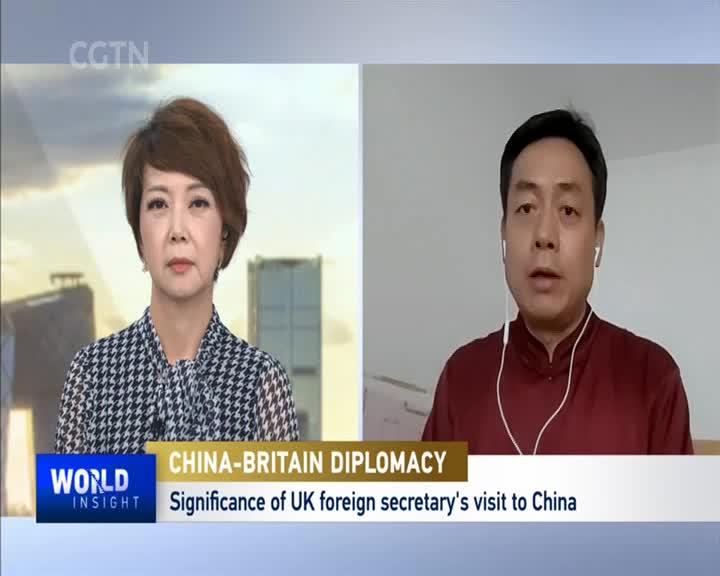 CGTN
CHINA-BRITAIN DIPLOMACY
WORLD
INSIGHT
Significance of UK foreign secretary's visit to China